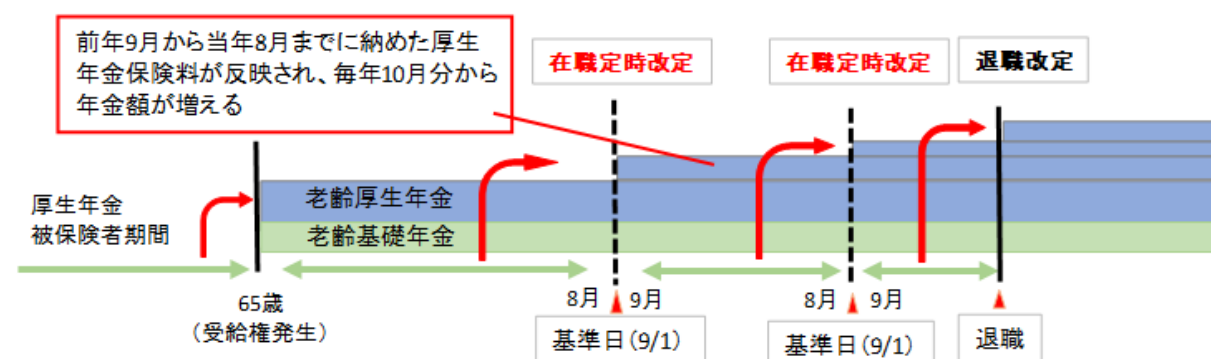 前年9月から当年8月までに納めた厚生
年金保険料が反映され、毎年10月分から
年金額が増える
在職定時改定
在職定時改定
退職改定
厚生年金
被保険者期間
老齢厚生年金
老齢基礎年金
65歳
（受給権発生）
8月
9月
8月
9月
基準日（9/1）
基準日（9/1）
退職